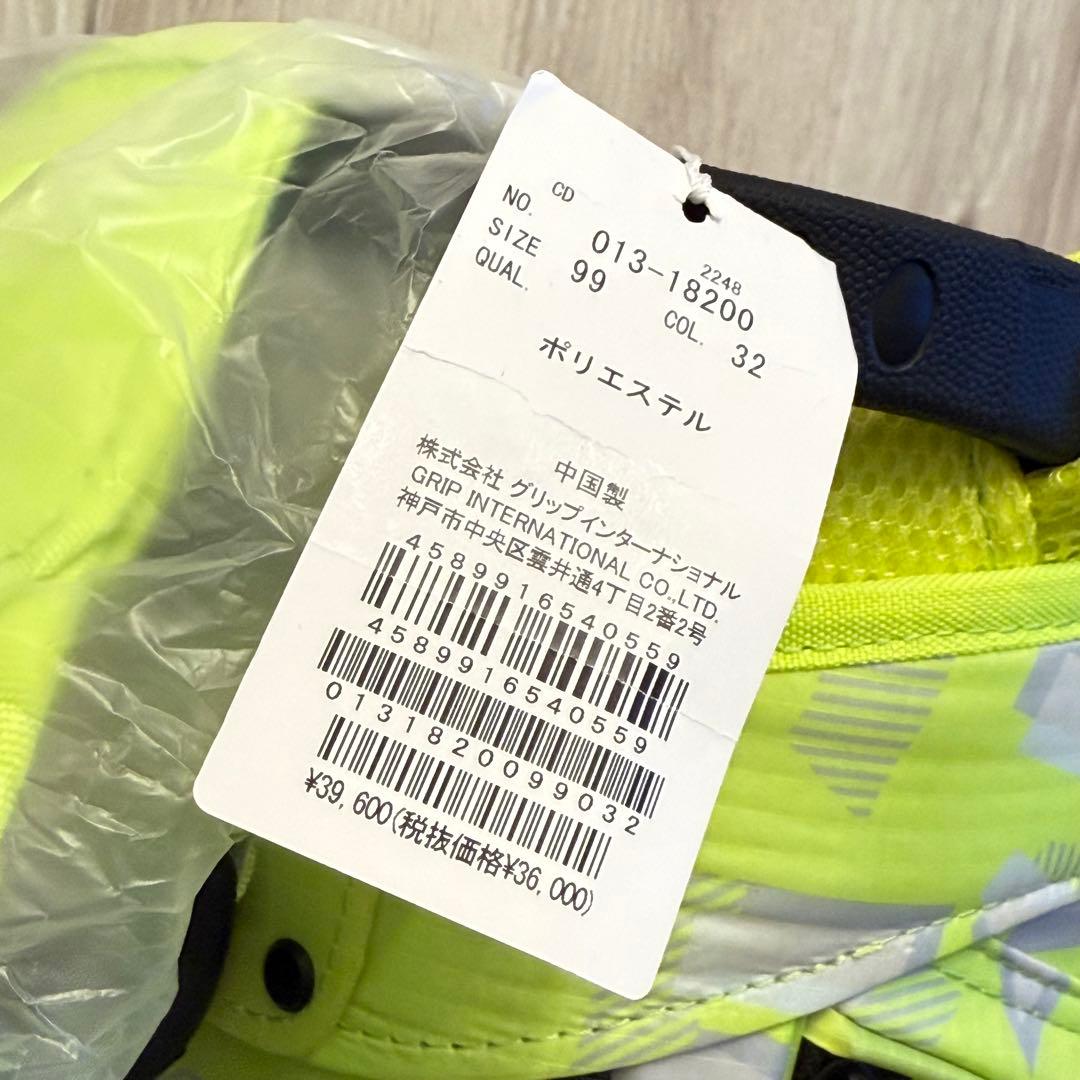 CD
NO. 013-18200
2248
SIZE 99 COL. 32
QUAL.
ポリエステル
中国製
株式会社 グリップインターナショナル
GRIP INTERNATIONAL CO.,LTD.
神戸市中央区雲井通4丁目2番2号
4589916540559
4589916540559
0131820099032
¥39,600(税抜価格¥36,000)